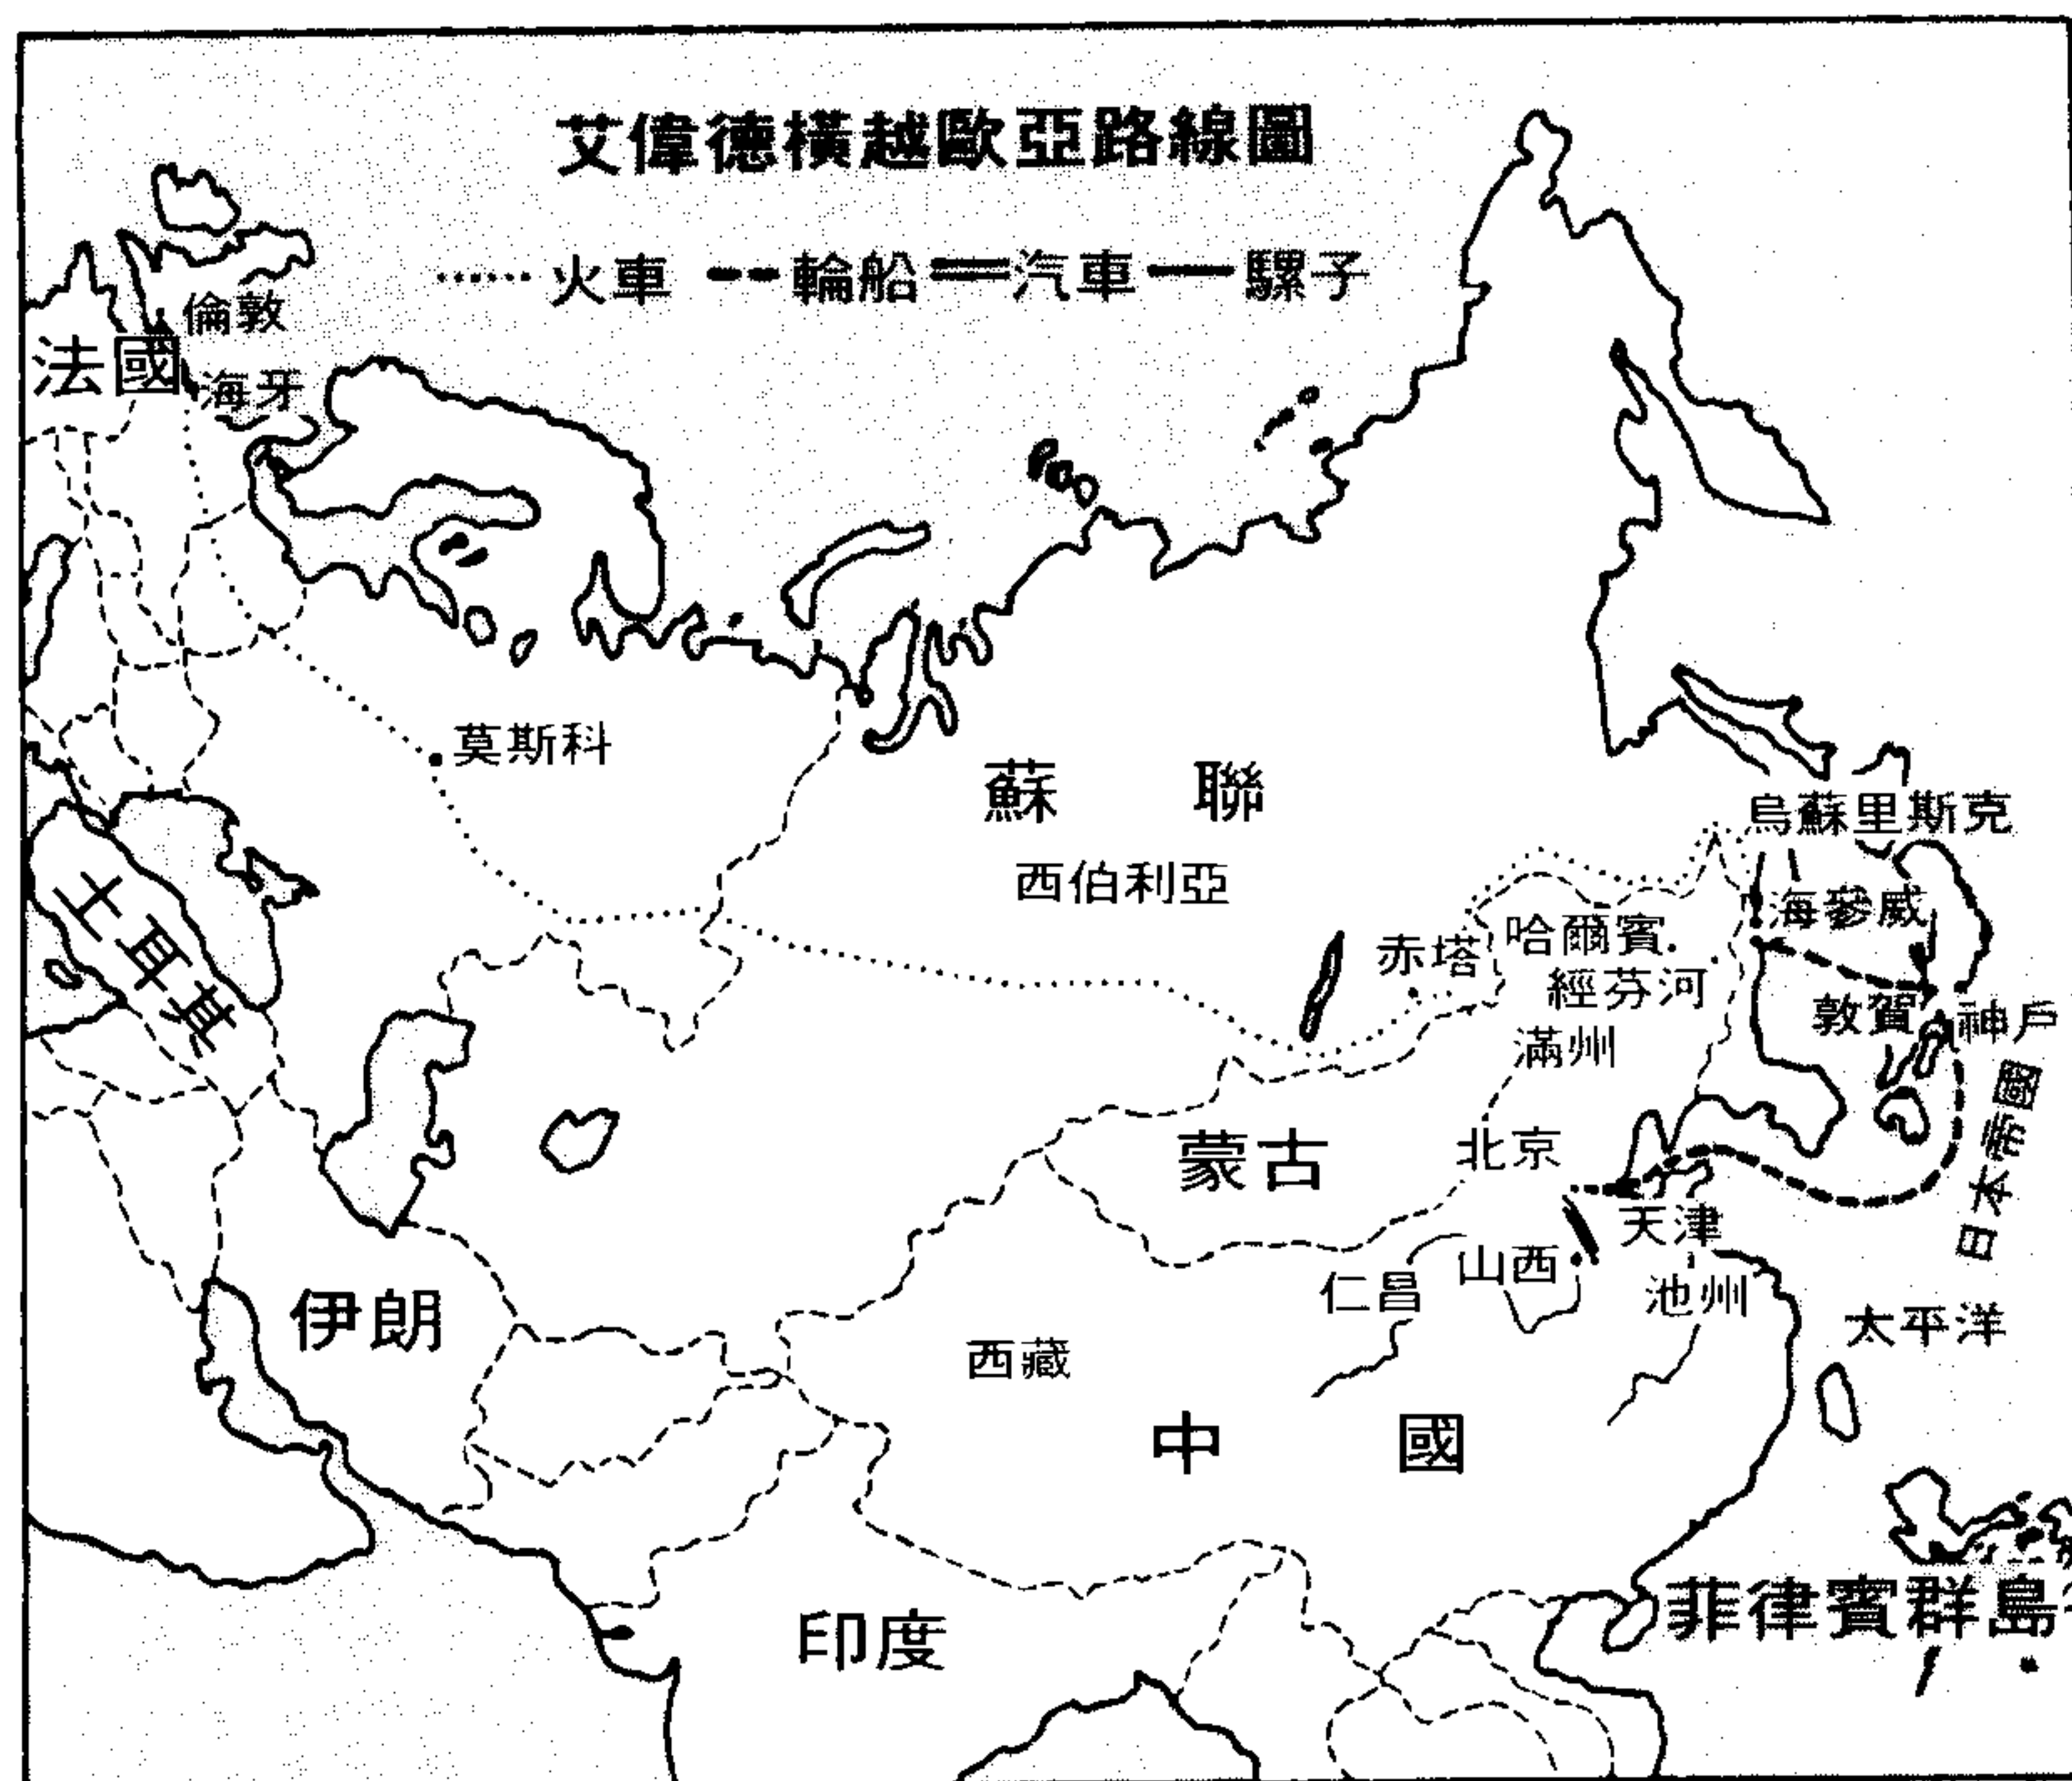 艾偉德橫越歐亞路線圖
火車 輪船 汽車 騾子
倫敦
法國
海牙
莫斯科
蘇聯
烏蘇里斯克
西伯利亞
海參威
哈爾賓
赤塔
經芬河
敦賀
神戶
土耳其
滿州
日本帝國
蒙古
北京
天津
山西
仁昌
池州
伊朗
太平洋
西藏
中國
菲律賓群島
印度